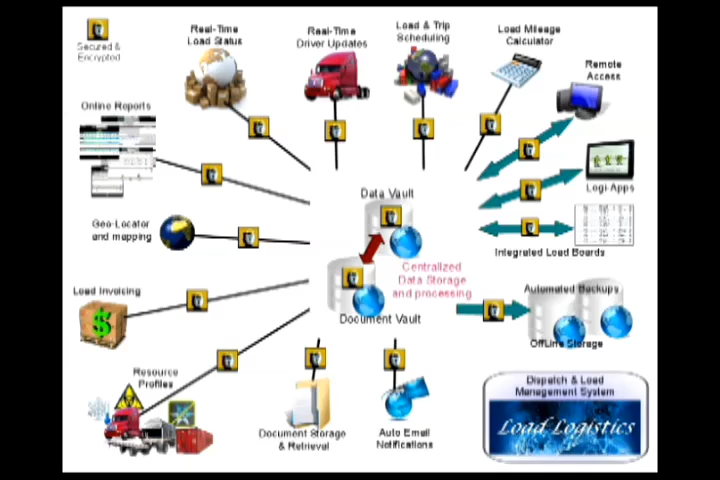 Secured &
Encrypted
Real-Time
Load Status
Real-Time
Driver Updates
Load & Trip
Scheduling
Load Mileage
Calculator
Remote
Access
Online Reports
Logi-Apps
Data Vault
Geo-Locator
and mapping
Integrated Load Boards
Centralized
Data Storage
and processing
Load Invoicing
Automated Backups
Document Vault
OffLine Storage
Resource
Profiles
Dispatch & Load
Management System
Load Logistics
Document Storage
& Retrieval
Auto Email
Notifications